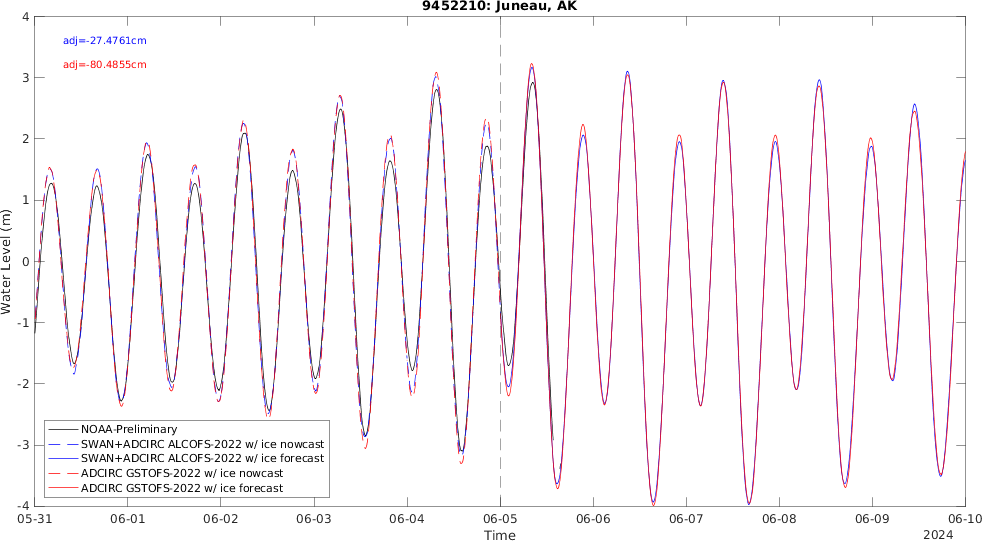 9452210: Juneau, AK
adj=-27.4761cm
adj=-80.4855cm
Water Level (m)
4
3
2
1
0
-1
-2
-3
-4
NOAA-Preliminary
SWAN+ADCIRC ALCOFS-2022 w/ ice nowcast
SWAN+ADCIRC ALCOFS-2022 w/ ice forecast
ADCIRC GSTOFS-2022 w/ ice nowcast
ADCIRC GSTOFS-2022 w/ ice forecast
05-31 06-01 06-02 06-03 06-04 06-05 06-06 06-07 06-08 06-09 06-10
Time
2024